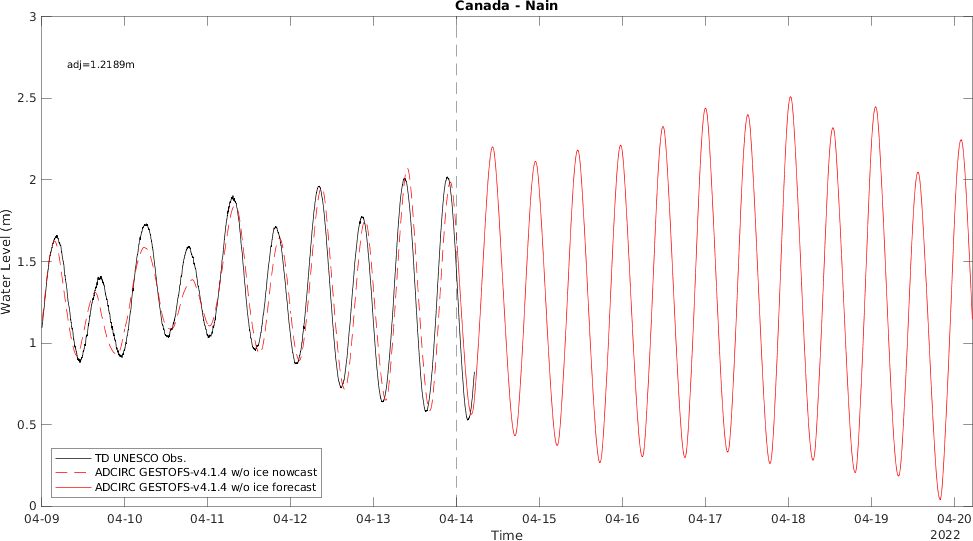 Canada - Nain
adj=1.2189m
3
2.5
2
1.5
1
0.5
0
Water Level (m)
TD UNESCO Obs.
ADCIRC GESTOFS-v4.1.4 w/o ice nowcast
ADCIRC GESTOFS-v4.1.4 w/o ice forecast
04-09 04-10 04-11 04-12 04-13 04-14 04-15 04-16 04-17 04-18 04-19 04-20
Time
2022